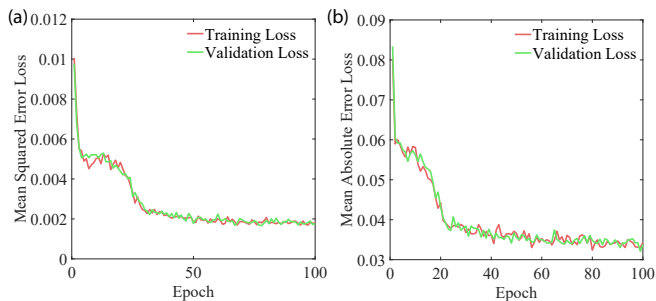 (a)
Mean Squared Error Loss
0.012
0.01
0.008
0.006
0.004
0.002
0
Training Loss
Validation Loss
0
50
100
Epoch
(b)
Mean Absolute Error Loss
0.09
0.08
0.07
0.06
0.05
0.04
0.03
Training Loss
Validation Loss
0
20
40
60
80
100
Epoch